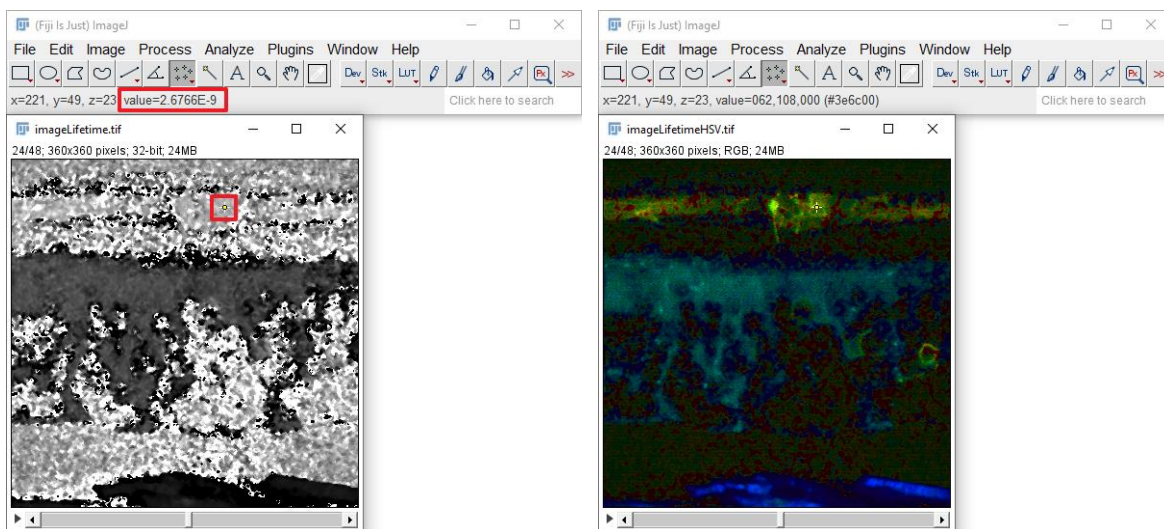 (Fiji Is Just) ImageJ
File Edit Image Process Analyze Plugins Window Help
A Dev Stk LUT Px >>
x=221, y=49, z=23, value=2.6766E-9 Click here to search
imageLifetime.tif
24/48; 360x360 pixels; 32-bit; 24MB
(Fiji Is Just) ImageJ
File Edit Image Process Analyze Plugins Window Help
A Dev Stk LUT Px >>
x=221, y=49, z=23, value=062,108,000 (#3e6c00) Click here to search
imageLifetimeHSV.tif
24/48; 360x360 pixels; RGB; 24MB